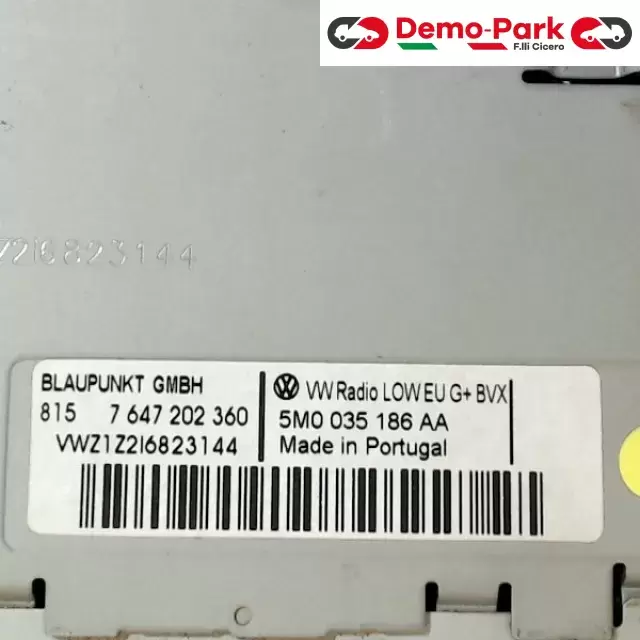 Demo-Park
F.lli Cicero
Z2I6823144
BLAUPUNKT GMBH
815 7 647 202 360
VWZ1Z2I6823144
VW Radio LOW EU G+ BVX
5M0 035 186 AA
Made in Portugal